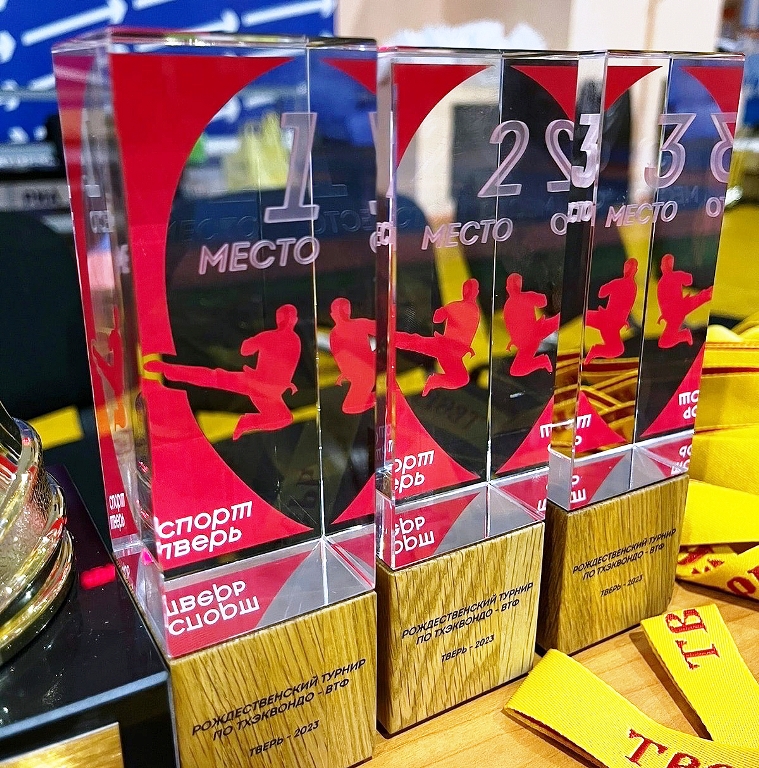 1
МЕСТО
спорт
тверь
РОЖДЕСТВЕНСКИЙ ТУРНИР
ПО ТХЭКВОНДО - ВТФ
ТВЕРЬ - 2023
2
МЕСТО
РОЖДЕСТВЕНСКИЙ ТУРНИР
ПО ТХЭКВОНДО - ВТФ
ТВЕРЬ - 2023
3
МЕСТО
РОЖДЕСТВЕНСКИЙ ТУРНИР
ПО ТХЭКВОНДО - ВТФ
ТВЕРЬ - 2023